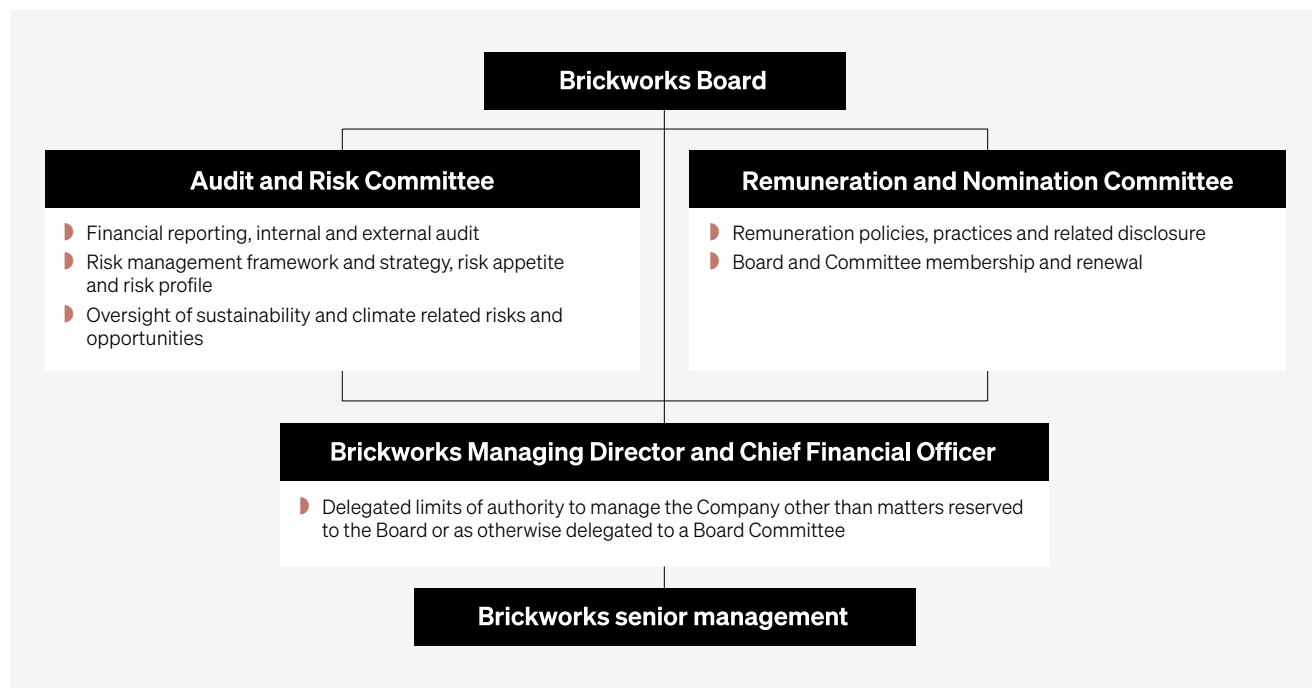 Brickworks Board
Audit and Risk Committee
Financial reporting, internal and external audit
Risk management framework and strategy, risk appetite
and risk profile
Oversight of sustainability and climate related risks and
opportunities
Remuneration and Nomination Committee
Remuneration policies, practices and related disclosure
Board and Committee membership and renewal
Brickworks Managing Director and Chief Financial Officer
Delegated limits of authority to manage the Company other than matters reserved
to the Board or as otherwise delegated to a Board Committee
Brickworks senior management